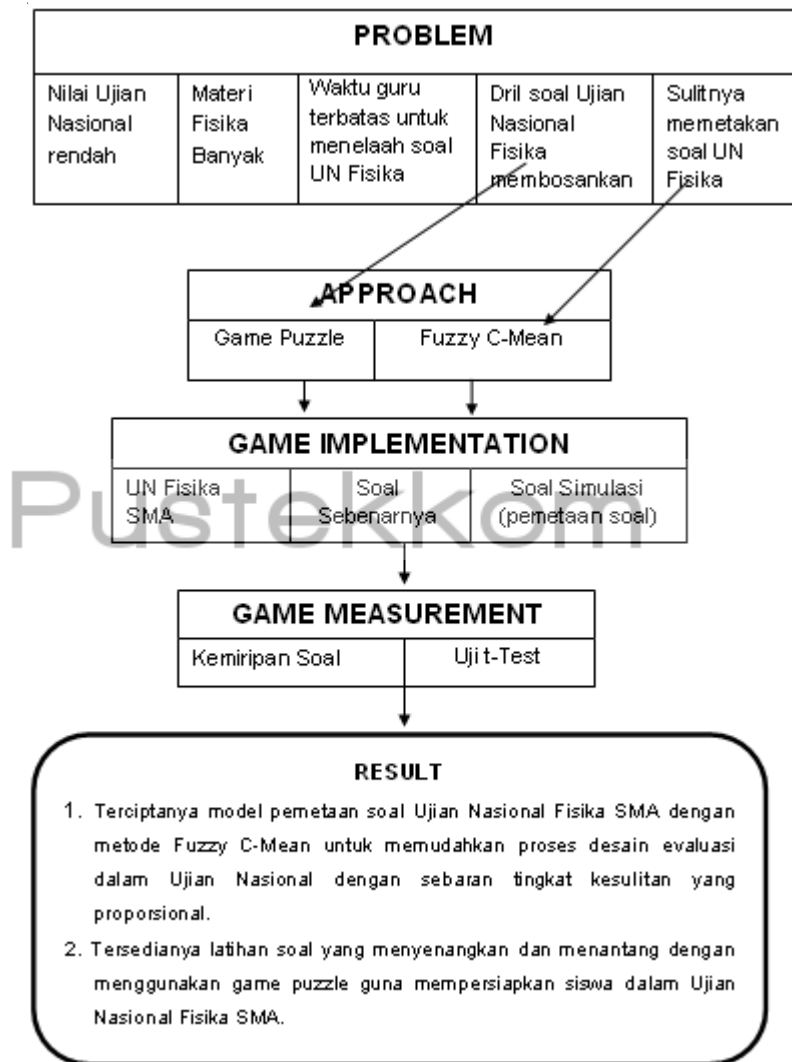 PROBLEM
Nilai Ujian
Nasional
rendah
Materi
Fisika
Banyak
Waktu guru
terbatas untuk
menelaah soal
UN Fisika
Dril soal Ujian
Nasional
Fisika
membosankan
Sulitnya
memetakan
soal UN
Fisika
APPROACH
Game Puzzle
Fuzzy C-Mean
GAME IMPLEMENTATION
UN Fisika
SMA
Soal
Sebenarnya
Soal Simulasi
(pemetaan soal)
Pustekkom
GAME MEASUREMENT
Kemiripan Soal
Uji t-Test
RESULT
1. Terciptanya model pemetaan soal Ujian Nasional Fisika SMA dengan
metode Fuzzy C-Mean untuk memudahkan proses desain evaluasi
dalam Ujian Nasional dengan sebaran tingkat kesulitan yang
proporsional.
2. Tersedianya latihan soal yang menyenangkan dan menantang dengan
menggunakan game puzzle guna mempersiapkan siswa dalam Ujian
Nasional Fisika SMA.